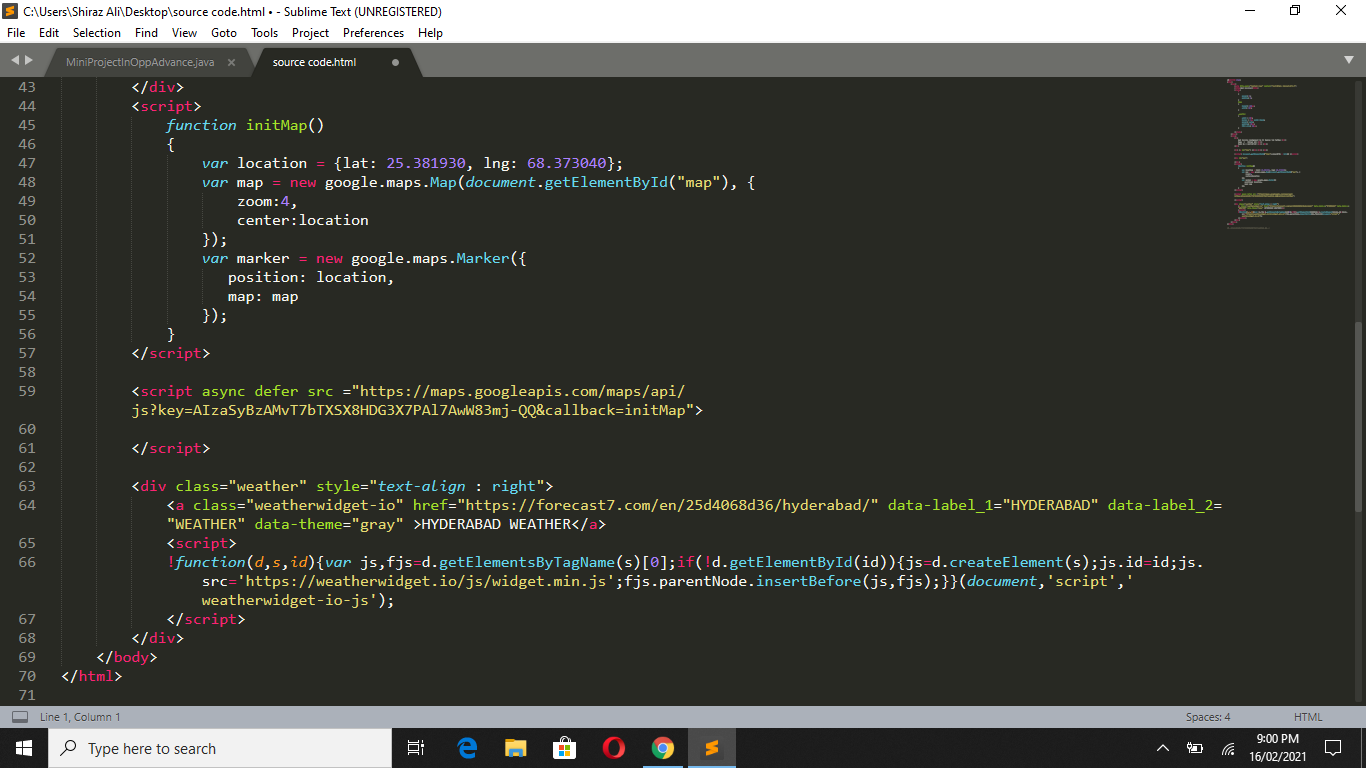 C:\Users\Shiraz Ali\Desktop\source code.html • - Sublime Text (UNREGISTERED)
File Edit Selection Find View Goto Tools Project Preferences Help
MiniProjectInOppAdvance.java × source code.html
43 </div>
44 <script>
45 function initMap()
46 {
47 var location = {lat: 25.381930, lng: 68.373040};
48 var map = new google.maps.Map(document.getElementById("map"), {
49 zoom:4,
50 center:location
51 });
52 var marker = new google.maps.Marker({
53 position: location,
54 map: map
55 });
56 }
57 </script>
58
59 <script async defer src ="https://maps.googleapis.com/maps/api/
js?key=AIzaSyBzAMvT7bTXSX8HDG3X7PAl7AwW83mj-QQ&callback=initMap">
60
61 </script>
62
63 <div class="weather" style="text-align : right">
64 <a class="weatherwidget-io" href="https://forecast7.com/en/25d4068d36/hyderabad/" data-label_1="HYDERABAD" data-label_2=
"WEATHER" data-theme="gray" >HYDERABAD WEATHER</a>
65 <script>
66 !function(d,s,id){var js,fjs=d.getElementsByTagName(s)[0];if(!d.getElementById(id)){js=d.createElement(s);js.id=id;js.
src='https://weatherwidget.io/js/widget.min.js';fjs.parentNode.insertBefore(js,fjs);}}(document,'script','
weatherwidget-io-js');
67 </script>
68 </div>
69 </body>
70 </html>
71
Line 1, Column 1 Spaces: 4 HTML
Type here to search
9:00 PM
16/02/2021